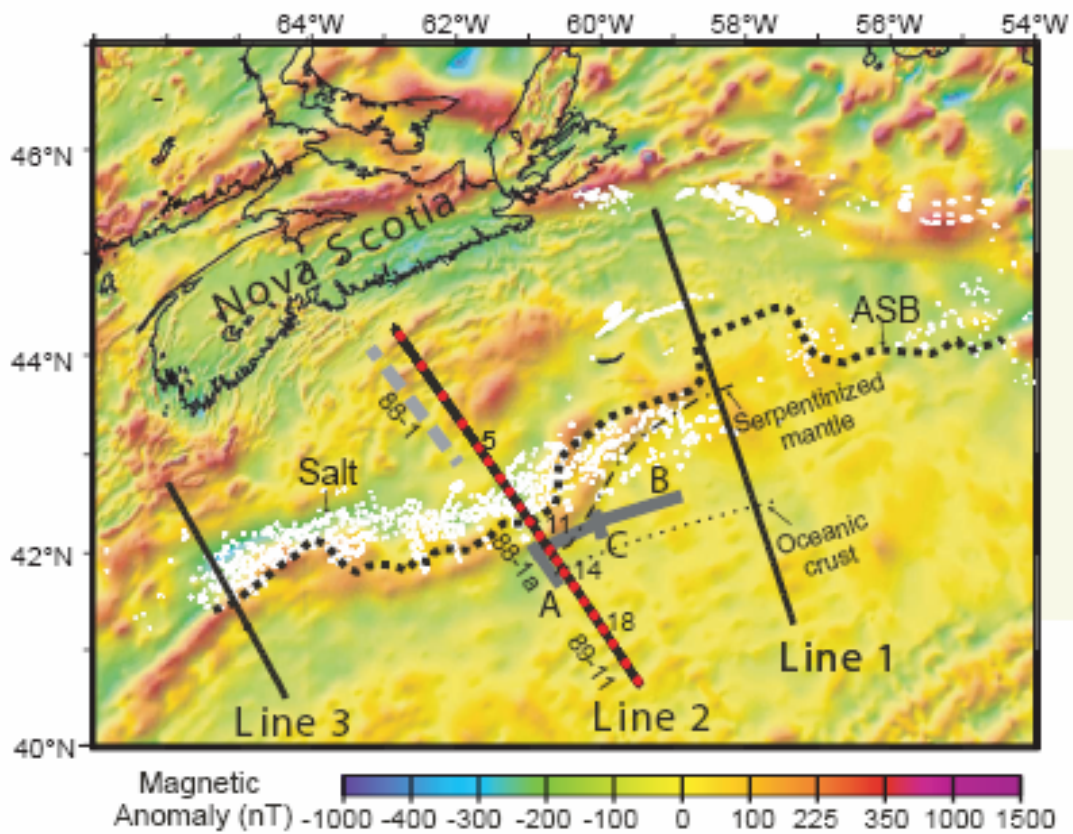 64°W 62°W 60°W 58°W 56°W 54°W
46°N
44°N
42°N
40°N
Nova Scotia
ASB
Serpentinized
mantle
88-1
5
Salt
B
11
C
Oceanic
crust
88-1a
14
A
18
89-11
Line 1
Line 3
Line 2
Magnetic
Anomaly (nT) -1000 -400 -300 -200 -100 0 100 225 350 1000 1500